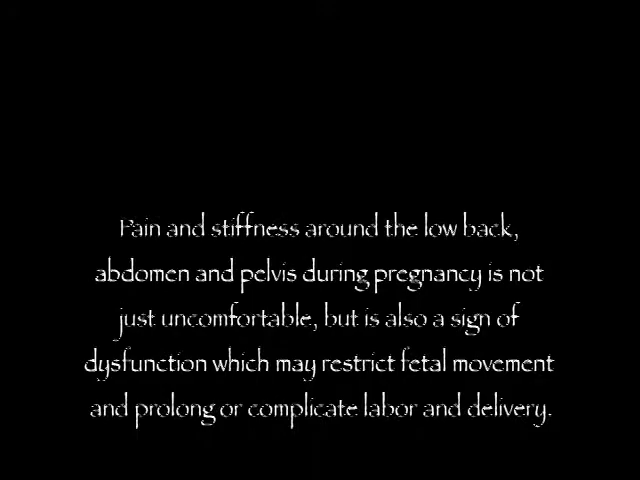 Pain and stiffness around the low back,
abdomen and pelvis during pregnancy is not
just uncomfortable, but is also a sign of
dysfunction which may restrict fetal movement
and prolong or complicate labor and delivery.